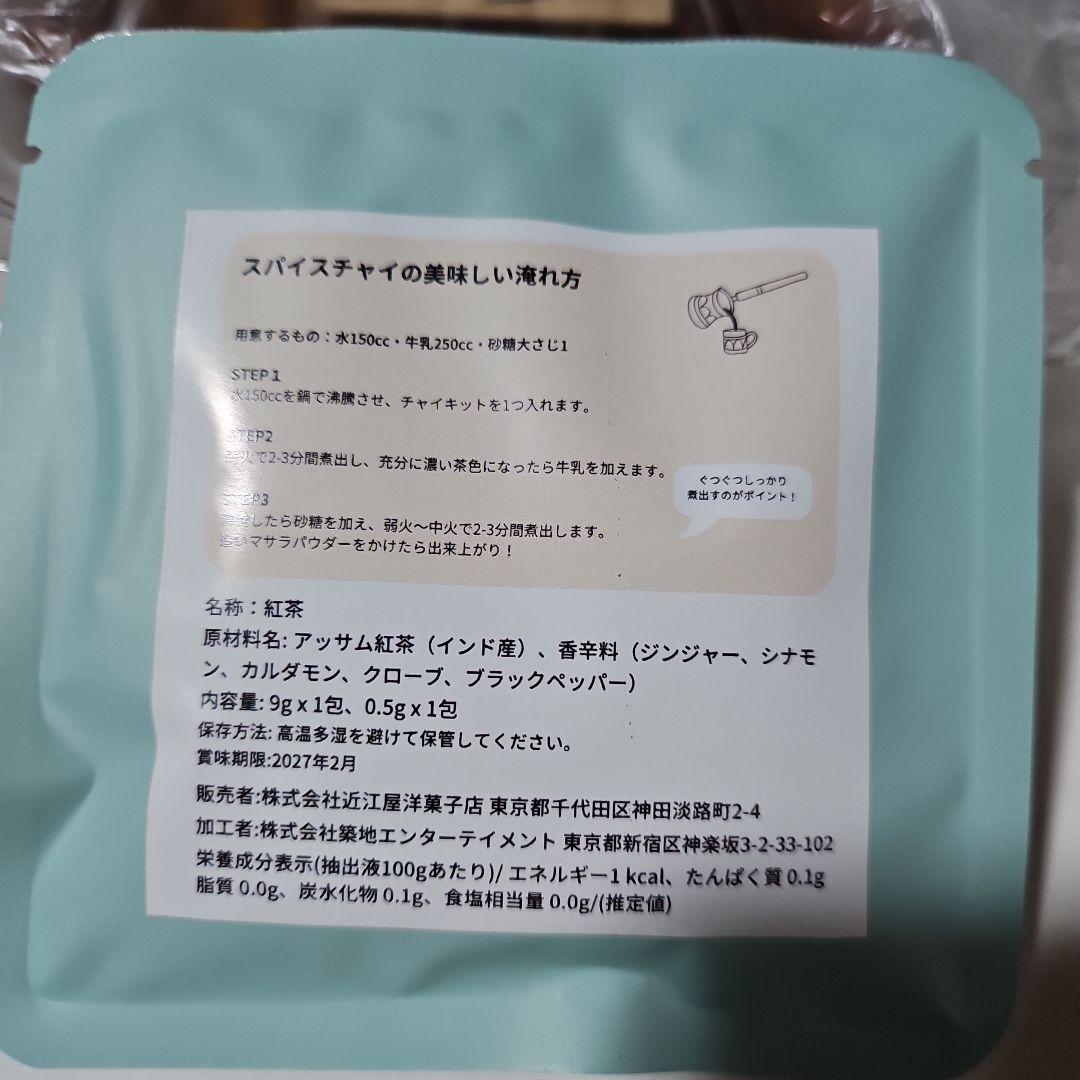 スパイスチャイの美味しい淹れ方
用意するもの：水150cc・牛乳250cc・砂糖大さじ1
STEP１
水150ccを鍋で沸騰させ、チャイキットを1つ入れます。
STEP2
弱火で2-3分間煮出し、充分に濃い茶色になったら牛乳を加えます。
ぐつぐつしっかり
煮出すのがポイント！
STEP3
したら砂糖を加え、弱火～中火で2-3分間煮出します。
追いマサラパウダーをかけたら出来上がり！
名称：紅茶
原材料名: アッサム紅茶（インド産）、香辛料（ジンジャー、シナモ
ン、カルダモン、クローブ、ブラックペッパー）
内容量: 9g x 1包、0.5g x 1包
保存方法: 高温多湿を避けて保管してください。
賞味期限:2027年2月
販売者:株式会社近江屋洋菓子店 東京都千代田区神田淡路町2-4
加工者:株式会社築地エンターテイメント 東京都新宿区神楽坂3-2-33-102
栄養成分表示(抽出液100gあたり)/ エネルギー1 kcal、たんぱく質 0.1g
脂質 0.0g、炭水化物 0.1g、食塩相当量 0.0g/(推定値)